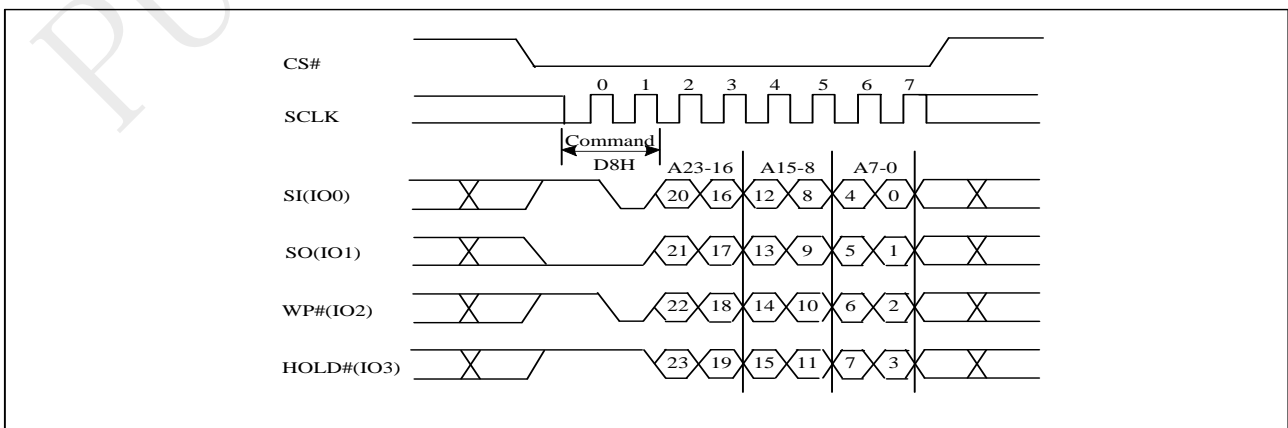 PU
CS#
0 1 2 3 4 5 6 7
SCLK
Command
D8H A23-16 A15-8 A7-0
SI(IO0) 20 16 12 8 4 0
SO(IO1) 21 17 13 9 5 1
WP#(IO2) 22 18 14 10 6 2
HOLD#(IO3) 23 19 15 11 7 3